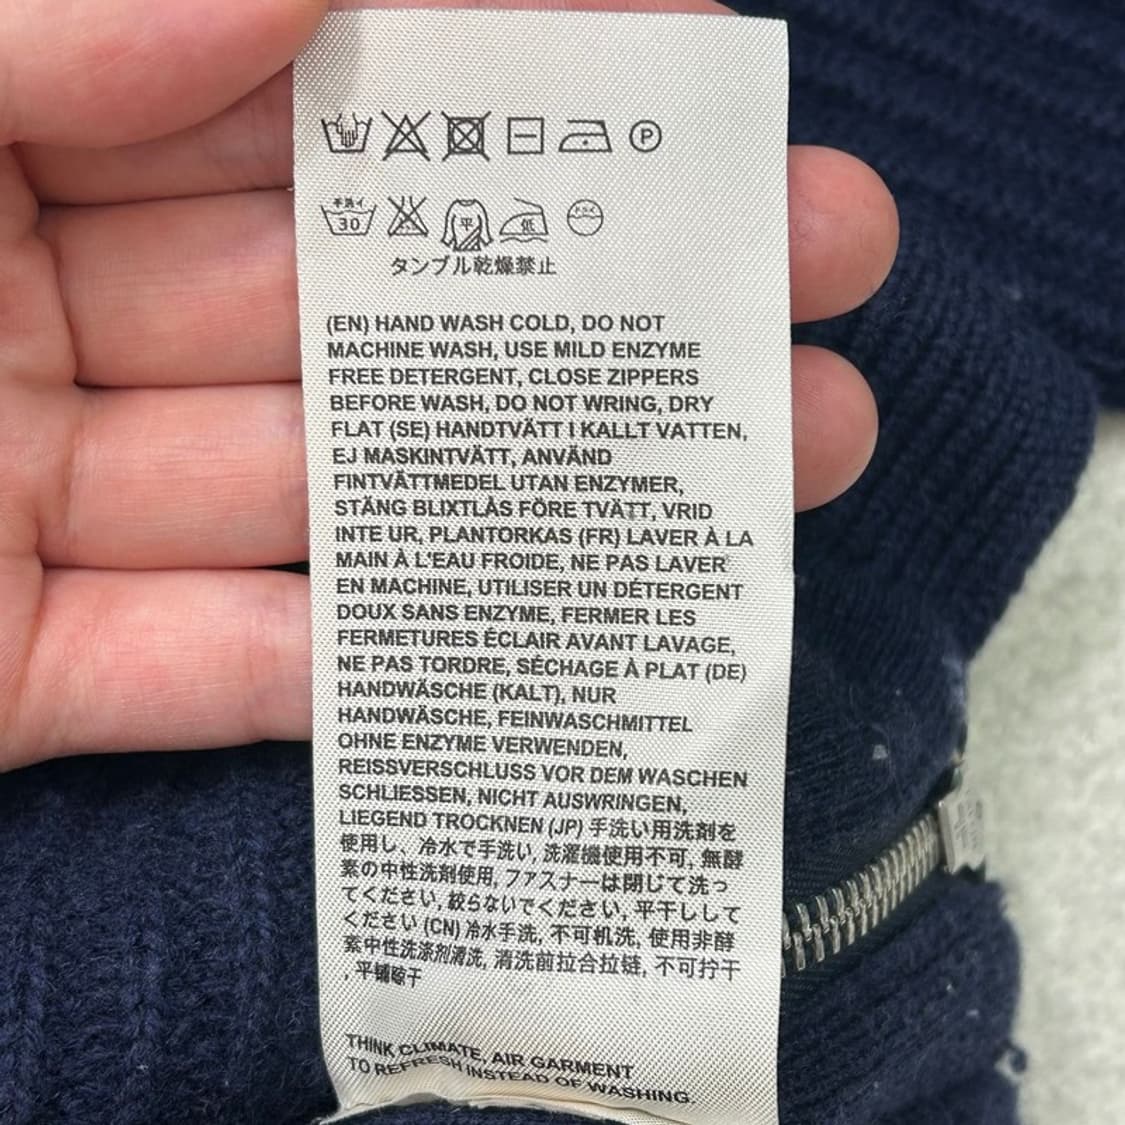 P
手洗イ
30
平
低
タンブル乾燥禁止
(EN) HAND WASH COLD, DO NOT
MACHINE WASH, USE MILD ENZYME
FREE DETERGENT, CLOSE ZIPPERS
BEFORE WASH, DO NOT WRING, DRY
FLAT (SE) HANDTVÄTT I KALLT VATTEN,
EJ MASKINTVÄTT, ANVÄND
FINTVÄTTMEDEL UTAN ENZYMER,
STÄNG BLIXTLÅS FÖRE TVÄTT, VRID
INTE UR, PLANTORKAS (FR) LAVER À LA
MAIN À L'EAU FROIDE, NE PAS LAVER
EN MACHINE, UTILISER UN DÉTERGENT
DOUX SANS ENZYME, FERMER LES
FERMETURES ÉCLAIR AVANT LAVAGE,
NE PAS TORDRE, SÉCHAGE À PLAT (DE)
HANDWÄSCHE (KALT), NUR
HANDWÄSCHE, FEINWASCHMITTEL
OHNE ENZYME VERWENDEN,
REISSVERSCHLUSS VOR DEM WASCHEN
SCHLIESSEN, NICHT AUSWRINGEN,
LIEGEND TROCKNEN (JP) 手洗い用洗剤を
使用し、冷水で手洗い, 洗濯機使用不可, 無酵
素の中性洗剤使用, ファスナーは閉じて洗っ
てください, 絞らないでください, 平干しして
ください (CN) 冷水手洗, 不可机洗, 使用非酵
素中性洗涤剂清洗, 清洗前拉合拉链, 不可拧干
, 平铺晾干
THINK CLIMATE, AIR GARMENT
TO REFRESH INSTEAD OF WASHING.